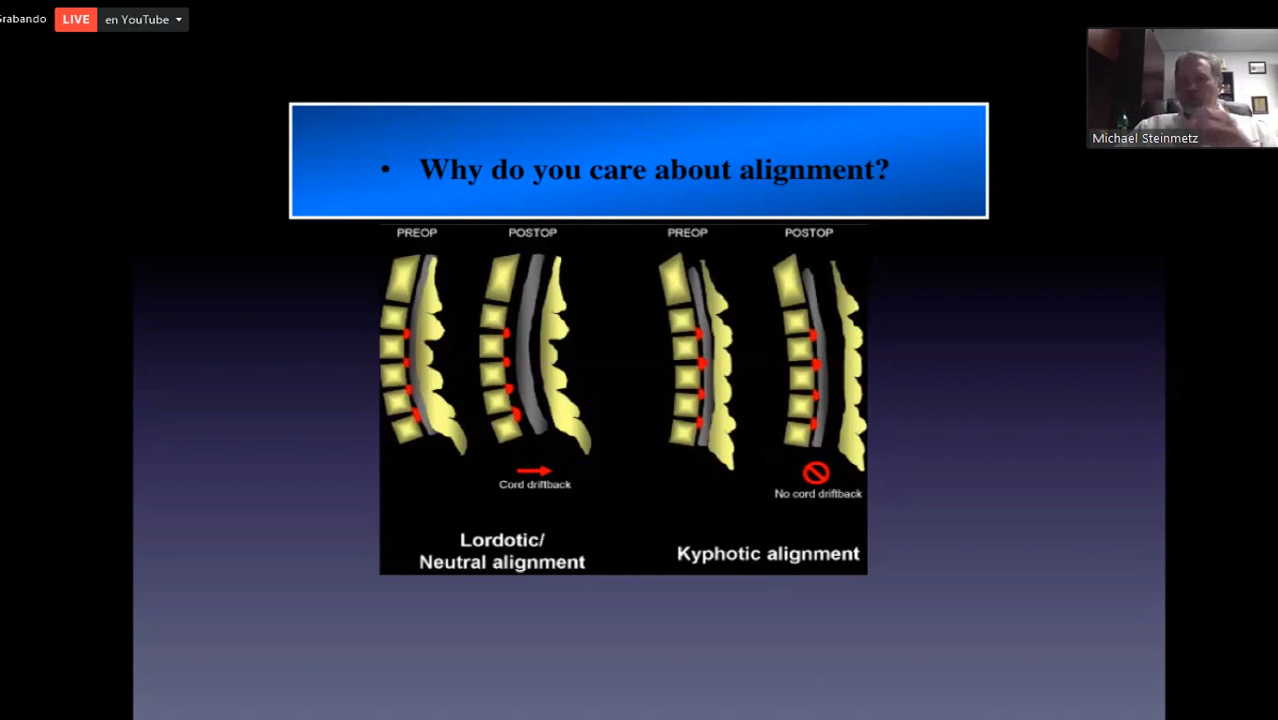 Grabando
LIVE en YouTube
Michael Steinmetz
• Why do you care about alignment?
PREOP POSTOP PREOP POSTOP
Cord driftback
No cord driftback
Lordotic/
Neutral alignment
Kyphotic alignment